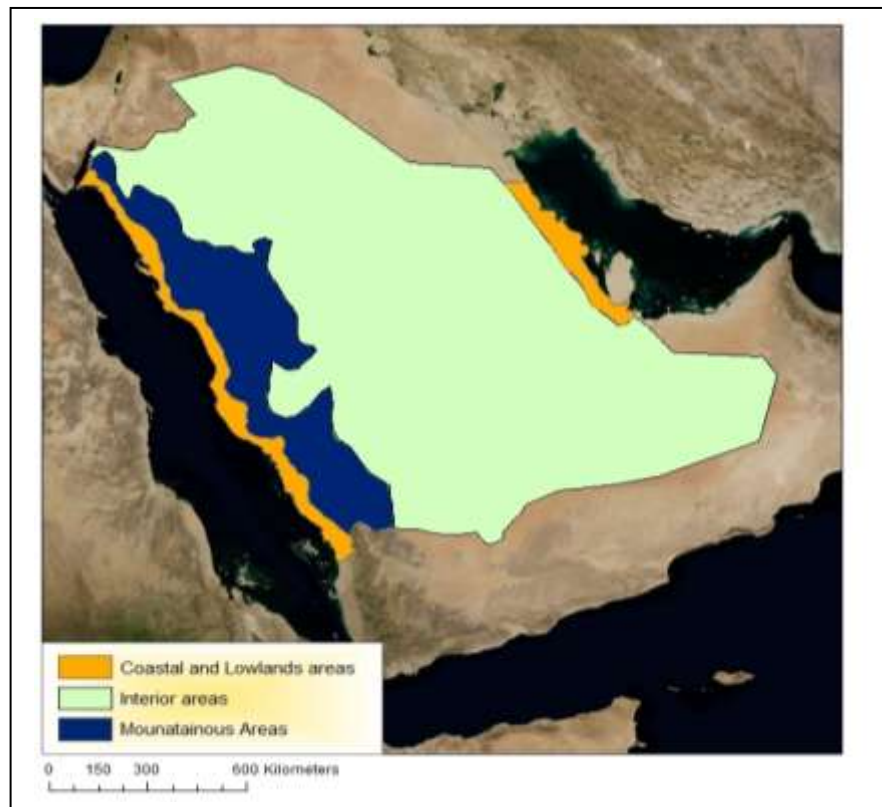 Coastal and Lowlands areas
Interior areas
Mounatainous Areas
0 150 300 600 Kilometers